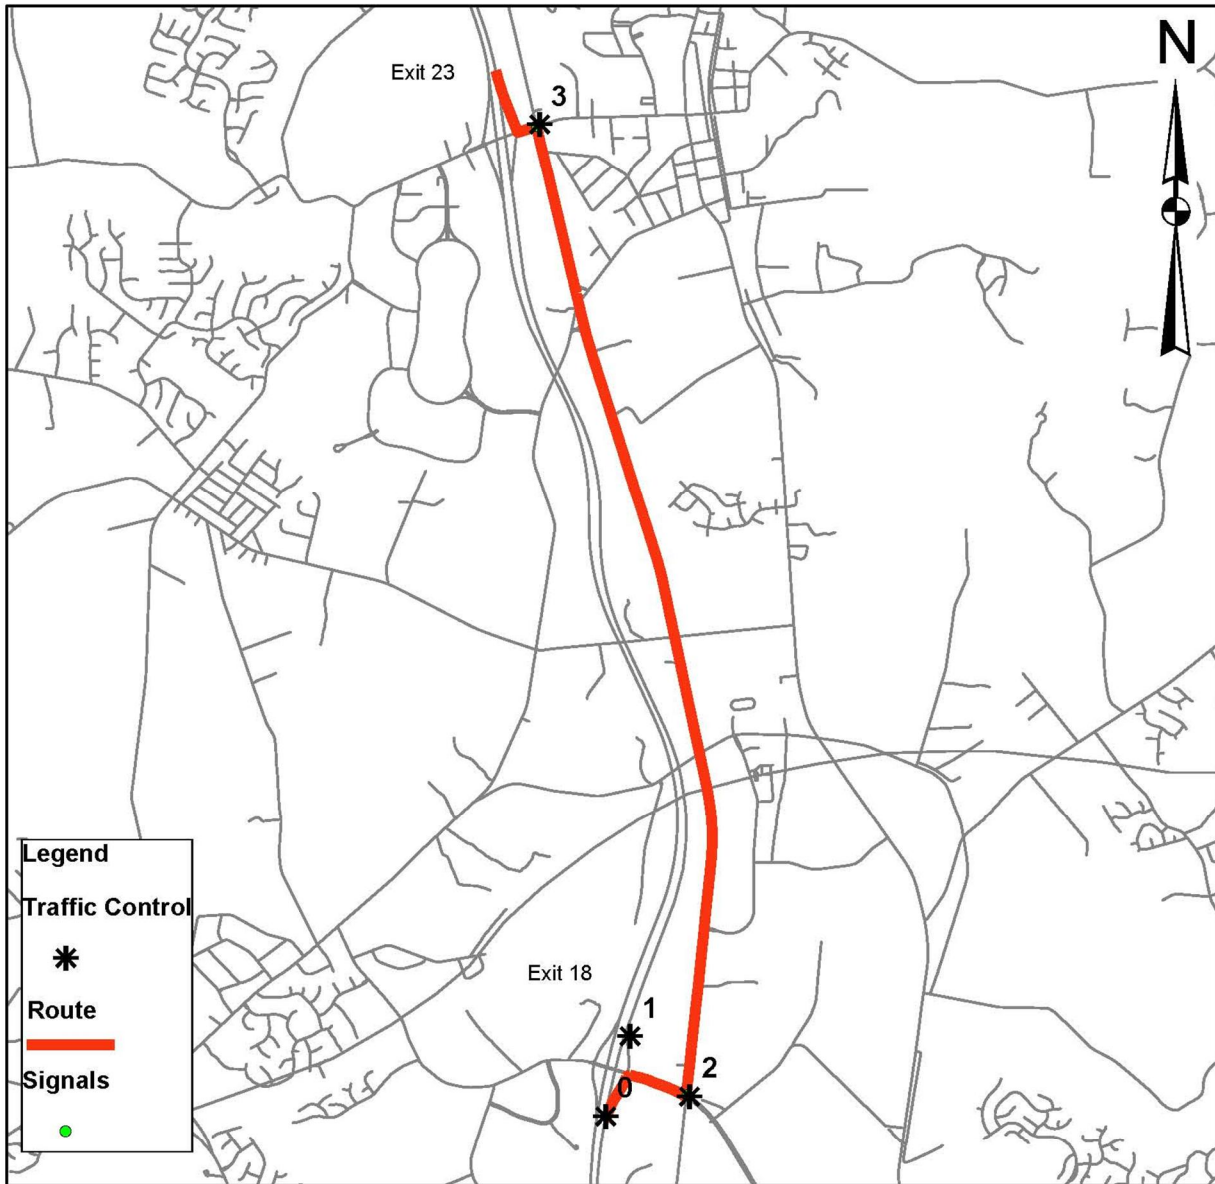 N
Exit 23
3
Legend
Traffic Control
Exit 18
1
Route
2
0
Signals